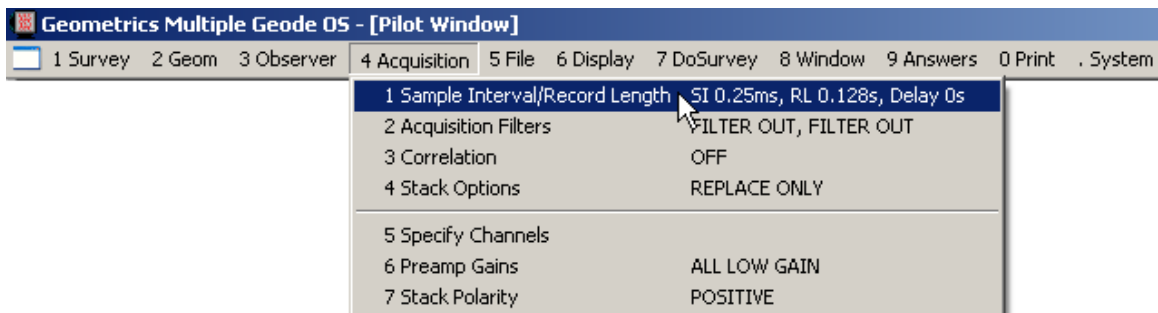 Geometrics Multiple Geode OS - [Pilot Window]
1 Survey 2 Geom 3 Observer 4 Acquisition 5 File 6 Display 7 DoSurvey 8 Window 9 Answers 0 Print . System
1 Sample Interval/Record Length SI 0.25ms, RL 0.128s, Delay 0s
2 Acquisition Filters FILTER OUT, FILTER OUT
3 Correlation OFF
4 Stack Options REPLACE ONLY
5 Specify Channels
6 Preamp Gains ALL LOW GAIN
7 Stack Polarity POSITIVE